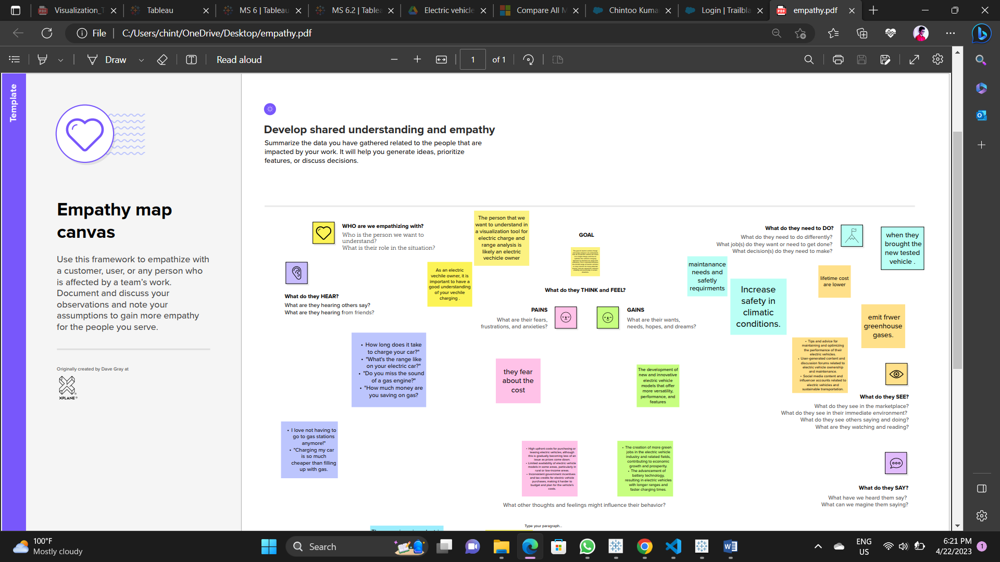 Visualization_T
Tableau
MS 6 | Tableau
MS 6.2 | Table
Electric vehicle
Compare All M
Chintoo Kuma
Login | Trailbla
empathy.pdf
File
C:/Users/chint/OneDrive/Desktop/empathy.pdf
Draw
Read aloud
1
of 1
Template
Develop shared understanding and empathy
Summarize the data you have gathered related to the people that are
impacted by your work. It will help you generate ideas, prioritize
features, or discuss decisions.
Empathy map
canvas
Use this framework to empathize with
a customer, user, or any person who
is affected by a team's work.
Document and discuss your
observations and note your
assumptions to gain more empathy
for the people you serve.
Originally created by Dave Gray at
XPLANE
WHO are we empathizing with?
Who is the person we want to
understand?
What is their role in the situation?
The person that we
want to understand in
a visualization tool for
electric charge and
range analysis is
likely an electric
vechicle owner
As an electric
vechile owner, it is
important to have a
good understanding
of your vechile
charging .
GOAL
What do they need to DO?
What do they need to do differently?
What job(s) do they want or need to get done?
What decision(s) do they need to make?
when they
brought the
new tested
vehicle .
maintanance
needs and
safetly
requirments
Increase
safety in
climatic
conditions.
lifetime cost
are lower
emit frwer
greenhouse
gases.
What do they HEAR?
What are they hearing others say?
What are they hearing from friends?
What do they THINK and FEEL?
PAINS
What are their fears,
frustrations, and anxieties?
GAINS
What are their wants,
needs, hopes, and dreams?
• How long does it take
to charge your car?"
• "What's the range like
on your electric car?"
• "Do you miss the sound
of a gas engine?"
• "How much money are
you saving on gas?
they fear
about the
cost
The development of
new and innovative
electric vehicle
models that offer
more versatility,
performance, and
features
• Tips and advice for
maintaining and optimizing
the performance of their
electric vehicles.
• User-generated content and
discussion forums related to
electric vehicle ownership
and maintenance.
• Social media content and
influencer accounts related to
electric vehicles and
sustainable transportation.
What do they SEE?
What do they see in the marketplace?
What do they see in their immediate environment?
What do they see others saying and doing?
What are they watching and reading?
• I love not having to
go to gas stations
anymore!"
• "Charging my car
is so much
cheaper than filling
up with gas.
• High upfront costs for purchasing or
leasing electric vehicles, although
this is gradually becoming less of an
issue as prices come down.
• Limited availability of electric vehicle
models in some areas, particularly in
rural or low-income areas.
• Inconsistent government incentives
and tax credits for electric vehicle
purchases, making it harder to
budget and plan for the vehicle's
costs.
• The creation of more green
jobs in the electric vehicle
industry and related fields,
contributing to economic
growth and prosperity.
• The advancement of
battery technology,
resulting in electric vehicles
with longer ranges and
faster charging times.
What do they SAY?
What have we heard them say?
What can we magine them saying?
What other thoughts and feelings might influence their behavior?
Type your paragraph...
100°F
Mostly cloudy
Search
ENG
US
6:21 PM
4/22/2023
1